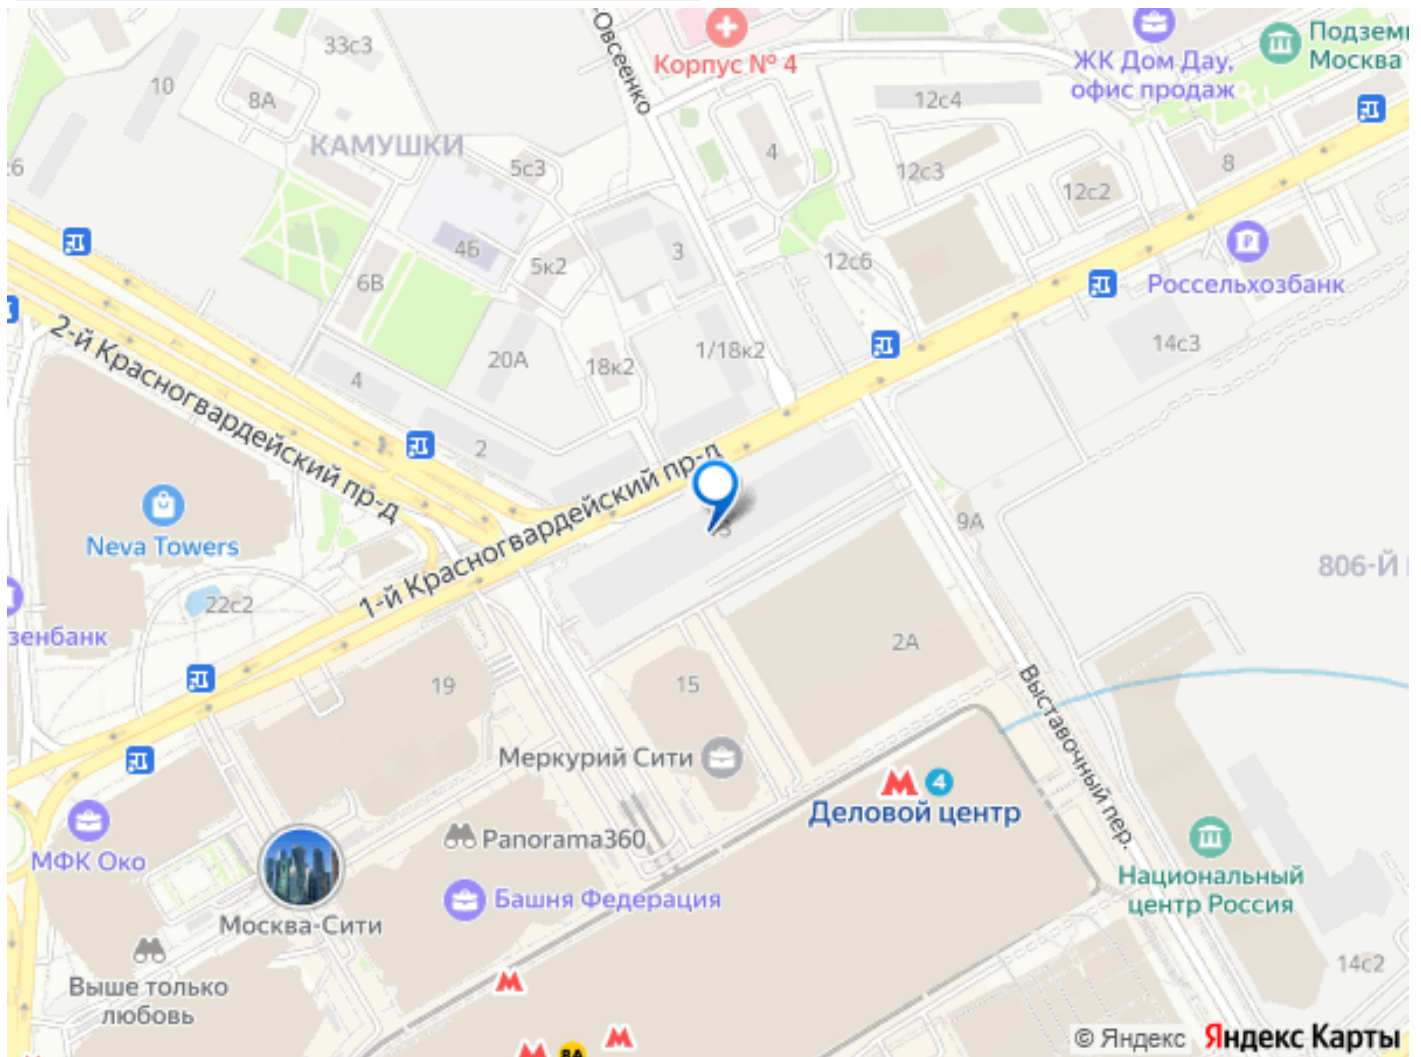 33с3
Овсеенко
Корпус № 4
ЖК Дом Дау,
офис продаж
Москва
10
8А
12с4
КАМУШКИ
5с3
4
12с3
12с2
8
4Б
5к2
3
12с6
6В
Россельхозбанк
2-й Красногвардейский пр-д
20А
18к2
1/18к2
14с3
4
2
1-й Красногвардейский пр-д
Neva Towers
9А
806-Й
22с2
зенбанк
19
15
2А
Выставочный пер.
Меркурий Сити
4
Деловой центр
МФК Око
Panorama360
Башня Федерация
Москва-Сити
Национальный
центр Россия
Выше только
любовь
14с2
8А
© Яндекс Яндекс Карты